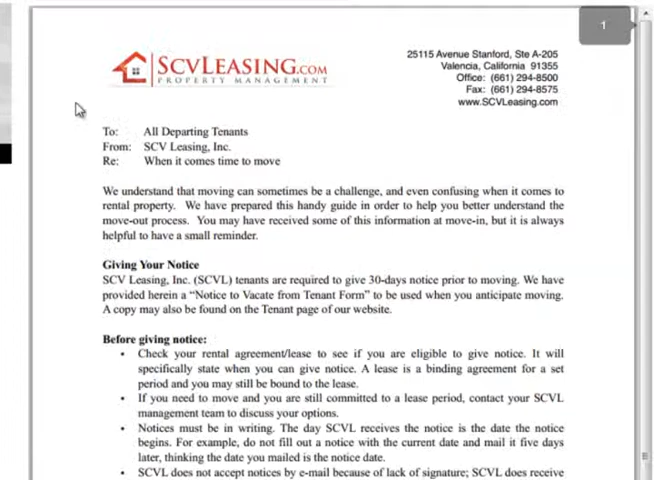 1
SCVLEASING.COM
PROPERTY MANAGEMENT
25115 Avenue Stanford, Ste A-205
Valencia, California 91355
Office: (661) 294-8500
Fax: (661) 294-8575
www.SCVLeasing.com
To: All Departing Tenants
From: SCV Leasing, Inc.
Re: When it comes time to move
We understand that moving can sometimes be a challenge, and even confusing when it comes to
rental property. We have prepared this handy guide in order to help you better understand the
move-out process. You may have received some of this information at move-in, but it is always
helpful to have a small reminder.
Giving Your Notice
SCV Leasing, Inc. (SCVL) tenants are required to give 30-days notice prior to moving. We have
provided herein a “Notice to Vacate from Tenant Form” to be used when you anticipate moving.
A copy may also be found on the Tenant page of our website.
Before giving notice:
• Check your rental agreement/lease to see if you are eligible to give notice. It will
specifically state when you can give notice. A lease is a binding agreement for a set
period and you may still be bound to the lease.
• If you need to move and you are still committed to a lease period, contact your SCVL
management team to discuss your options.
• Notices must be in writing. The day SCVL receives the notice is the date the notice
begins. For example, do not fill out a notice with the current date and mail it five days
later, thinking the date you mailed is the notice date.
• SCVL does not accept notices by e-mail because of lack of signature; SCVL does receive